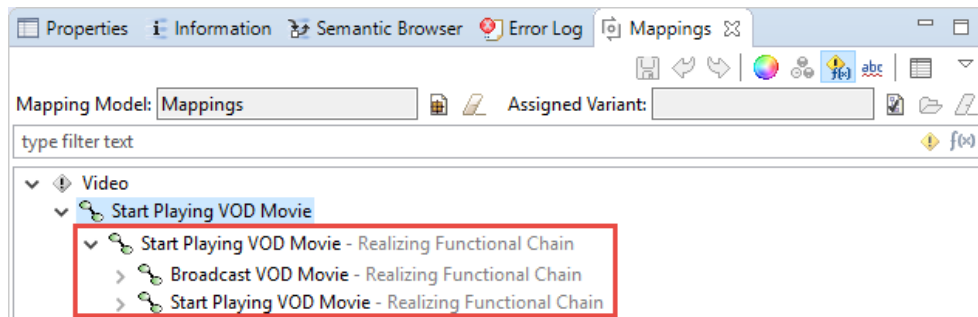 Properties Information Semantic Browser Error Log Mappings
abc
Mapping Model: Mappings Assigned Variant:
type filter text f(x)
Video
Start Playing VOD Movie
Start Playing VOD Movie - Realizing Functional Chain
Broadcast VOD Movie - Realizing Functional Chain
Start Playing VOD Movie - Realizing Functional Chain